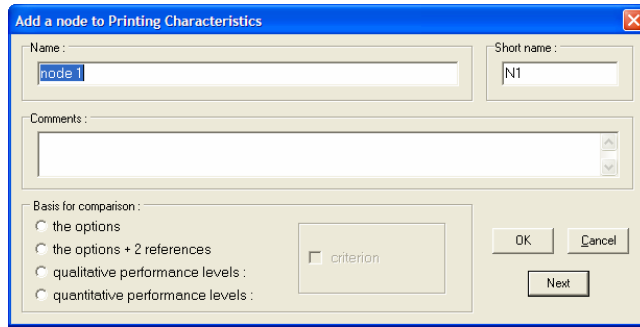 Add a node to Printing Characteristics
Name :
Short name :
node 1
N1
Comments :
Basis for comparison :
the options
the options + 2 references
qualitative performance levels :
quantitative performance levels :
criterion
OK
Cancel
Next